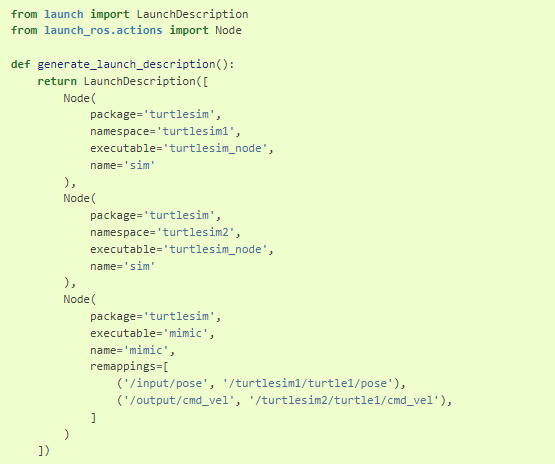 from launch import LaunchDescription
from launch_ros.actions import Node

def generate_launch_description():
    return LaunchDescription([
        Node(
            package='turtlesim',
            namespace='turtlesim1',
            executable='turtlesim_node',
            name='sim'
        ),
        Node(
            package='turtlesim',
            namespace='turtlesim2',
            executable='turtlesim_node',
            name='sim'
        ),
        Node(
            package='turtlesim',
            executable='mimic',
            name='mimic',
            remappings=[
                ('/input/pose', '/turtlesim1/turtle1/pose'),
                ('/output/cmd_vel', '/turtlesim2/turtle1/cmd_vel'),
            ]
        )
    ])